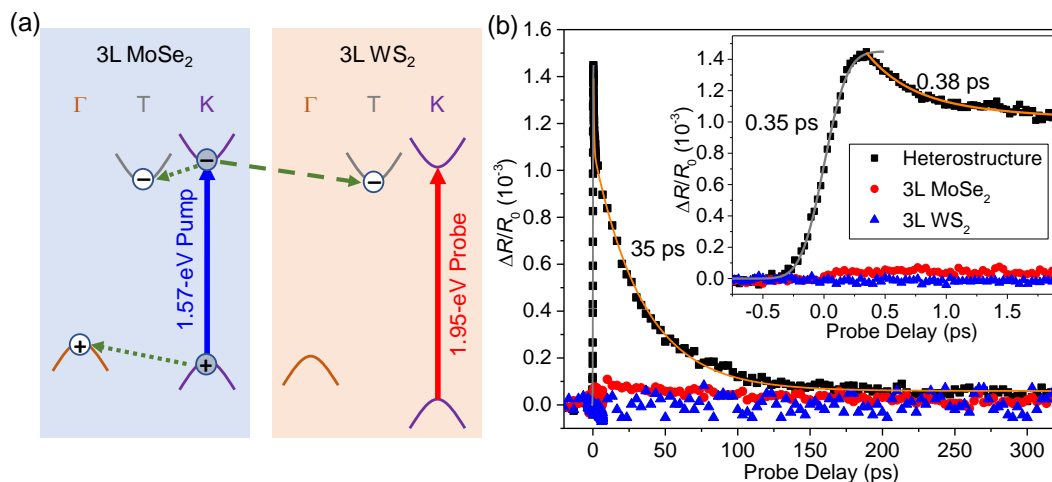 (a)
3L MoSe₂
3L WS₂
Γ T K
Γ T K
− − −
+ +
1.57-eV Pump
1.95-eV Probe
(b)
ΔR/R₀ (10⁻³)
1.6
1.4
1.2
1.0
0.8
0.6
0.4
0.2
0.0
0 50 100 150 200 250 300
Probe Delay (ps)
35 ps
ΔR/R₀ (10⁻³)
1.4
1.2
1.0
0.8
0.6
0.4
0.2
0.0
-0.5 0.0 0.5 1.0 1.5
Probe Delay (ps)
0.35 ps
0.38 ps
Heterostructure
3L MoSe₂
3L WS₂